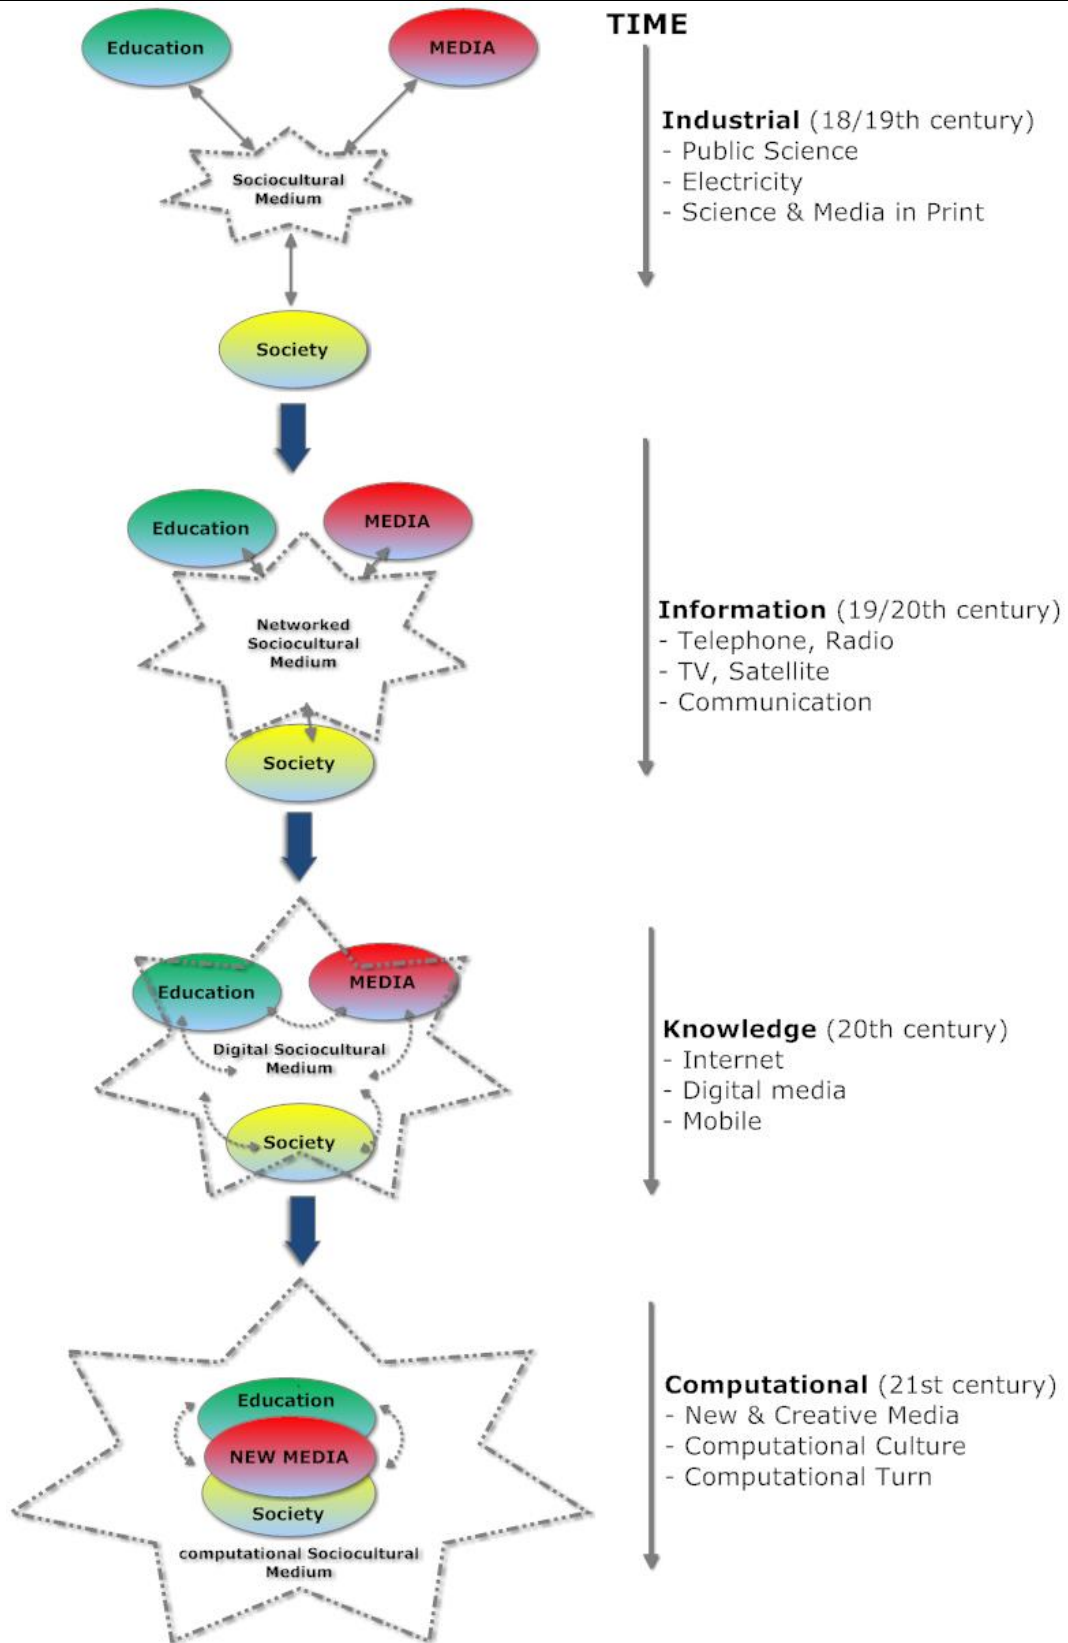 TIME
Education
MEDIA
Sociocultural
Medium
Society
Industrial (18/19th century)
- Public Science
- Electricity
- Science & Media in Print
Education
MEDIA
Networked
Sociocultural
Medium
Society
Information (19/20th century)
- Telephone, Radio
- TV, Satellite
- Communication
Education
MEDIA
Digital Sociocultural
Medium
Society
Knowledge (20th century)
- Internet
- Digital media
- Mobile
Education
NEW MEDIA
Society
computational Sociocultural
Medium
Computational (21st century)
- New & Creative Media
- Computational Culture
- Computational Turn